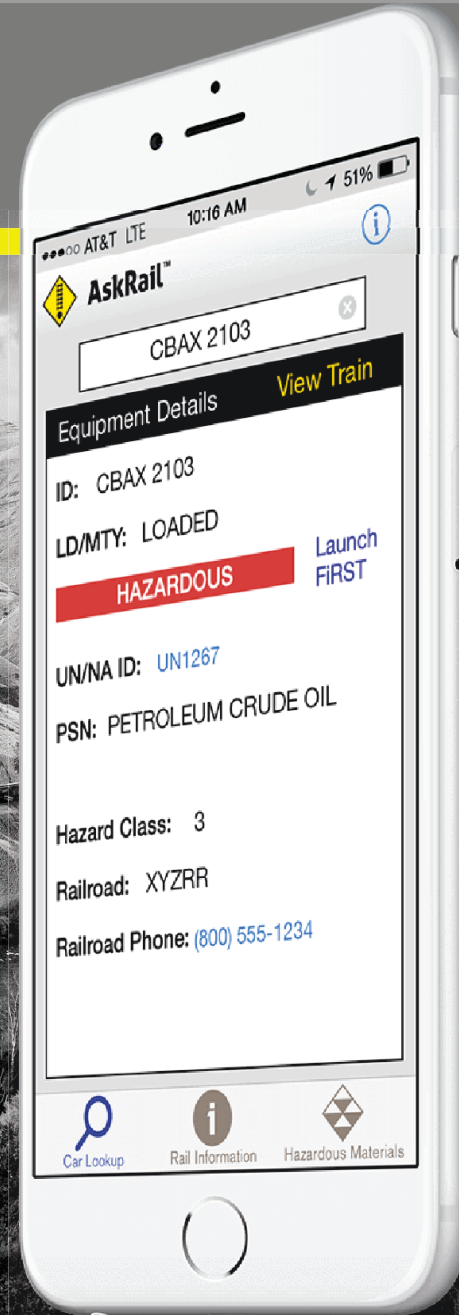 AT&T LTE 10:16 AM 51%
AskRail™
CBAX 2103
Equipment Details View Train
ID: CBAX 2103
LD/MTY: LOADED
HAZARDOUS
Launch
FiRST
UN/NA ID: UN1267
PSN: PETROLEUM CRUDE OIL
Hazard Class: 3
Railroad: XYZRR
Railroad Phone: (800) 555-1234
Car Lookup Rail Information Hazardous Materials